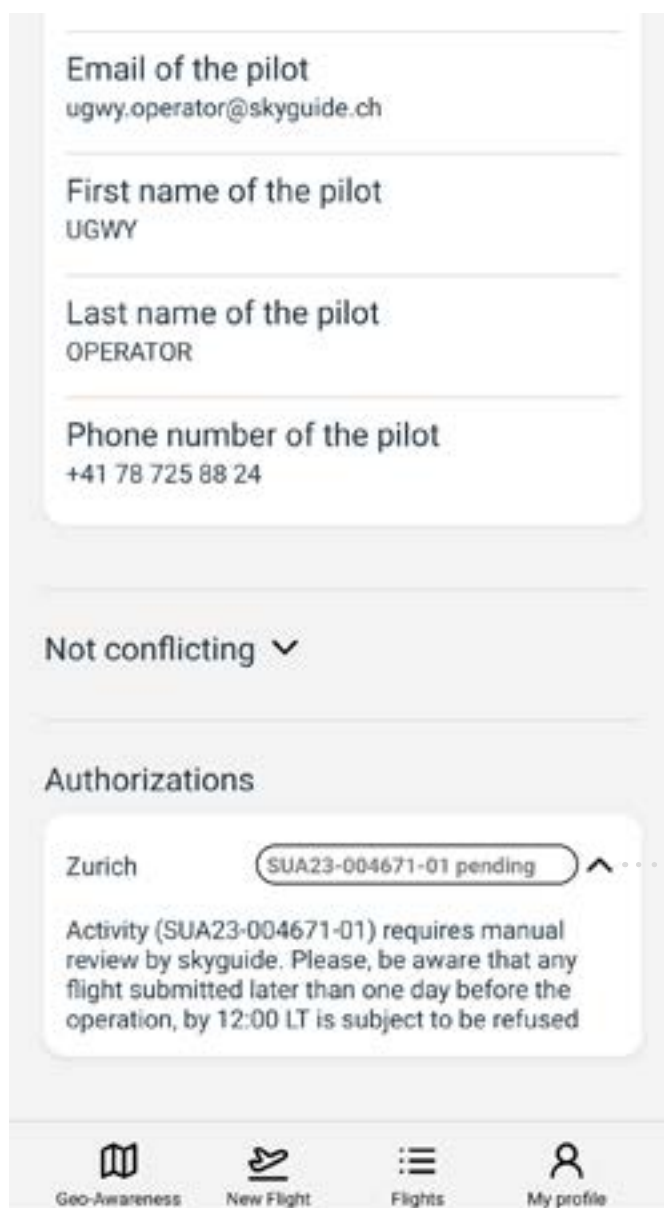 Email of the pilot
ugwy.operator@skyguide.ch
First name of the pilot
UGWY
Last name of the pilot
OPERATOR
Phone number of the pilot
+41 78 725 88 24
Not conflicting
Authorizations
Zurich SUA23-004671-01 pending
Activity (SUA23-004671-01) requires manual
review by skyguide. Please, be aware that any
flight submitted later than one day before the
operation, by 12:00 LT is subject to be refused
Geo-Awareness New Flight Flights My profile